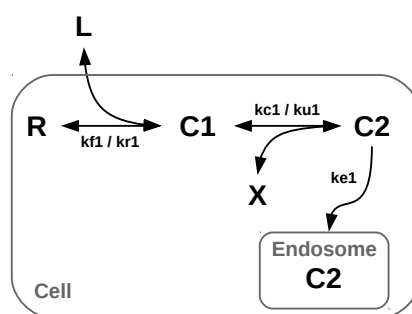 L
R
kf1 / kr1
C1
kc1 / ku1
C2
X
ke1
Endosome
C2
Cell